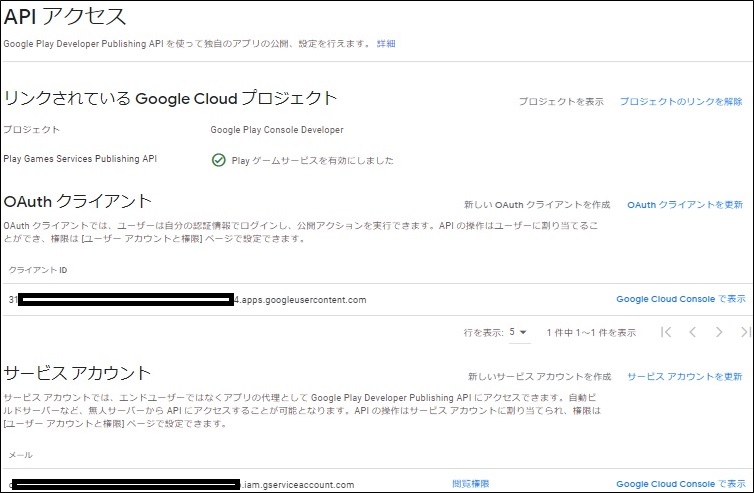 API アクセス
Google Play Developer Publishing API を使って独自のアプリの公開、設定を行えます。 詳細
リンクされている Google Cloud プロジェクト
プロジェクトを表示 プロジェクトのリンクを解除
プロジェクト Google Play Console Developer
Play Games Services Publishing API Play ゲームサービスを有効にしました
OAuth クライアント
新しい OAuth クライアントを作成 OAuth クライアントを更新
OAuth クライアントでは、ユーザーは自分の認証情報でログインし、公開アクションを実行できます。API の操作はユーザーに割り当てるこ
とができ、権限は [ユーザー アカウントと権限] ページで設定できます。
クライアント ID
31 4.apps.googleusercontent.com Google Cloud Console で表示
行を表示: 5 1 件中 1～1 件を表示
サービス アカウント
新しいサービス アカウントを作成 サービス アカウントを更新
サービス アカウントでは、エンドユーザーではなくアプリの代理として Google Play Developer Publishing API にアクセスできます。自動ビ
ルドサーバーなど、無人サーバーから API にアクセスすることが可能となります。API の操作はサービス アカウントに割り当てられ、権限は
[ユーザー アカウントと権限] ページで設定できます。
メール
.iam.gserviceaccount.com 閲覧権限 Google Cloud Console で表示